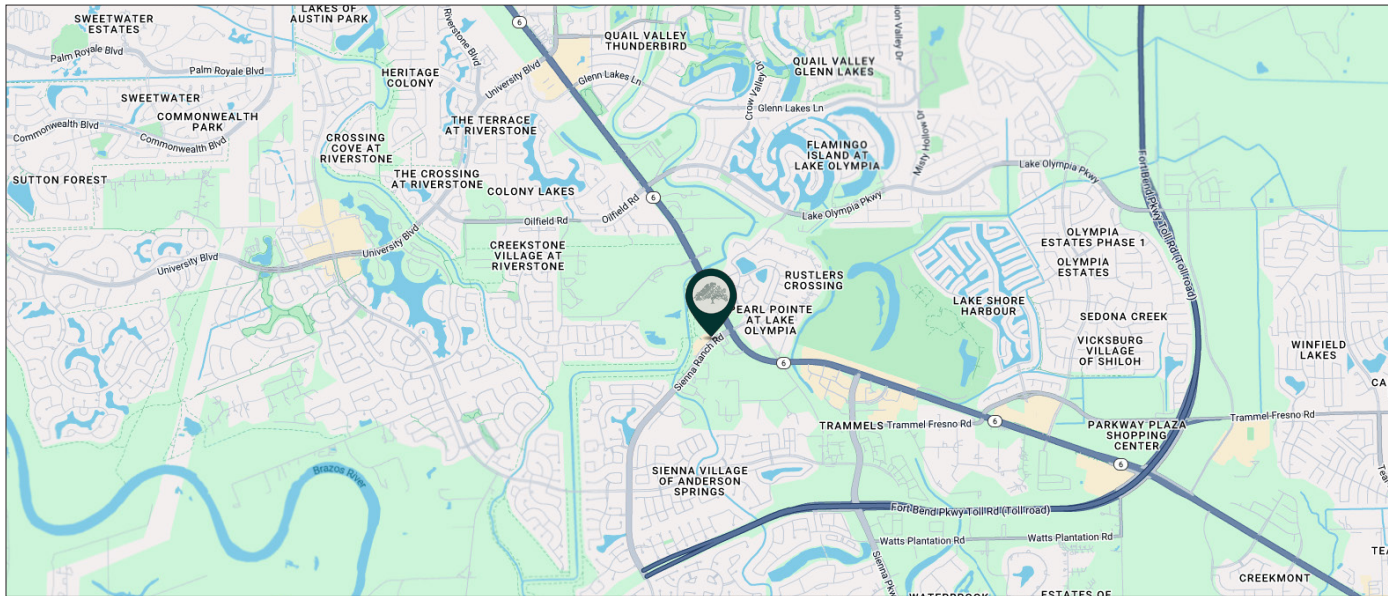 SWEETWATER
ESTATES
LAKES OF
AUSTIN PARK
Riverstone Blvd
6
QUAIL VALLEY
THUNDERBIRD
Palm Royale Blvd
Palm Royale Blvd
HERITAGE
COLONY
University Blvd
Glenn Lakes Ln
Crow Valley Dr
QUAIL VALLEY
GLENN LAKES
Glenn Lakes Ln
SWEETWATER
COMMONWEALTH
PARK
Commonwealth Blvd
Commonwealth Blvd
THE TERRACE
AT RIVERSTONE
CROSSING
COVE AT
RIVERSTONE
FLAMINGO
ISLAND AT
LAKE OLYMPIA
Misty Hollow Dr
Lake Olympia Pkwy
Fort Bend Pkwy Toll Rd (Toll road)
SUTTON FOREST
THE CROSSING
AT RIVERSTONE
COLONY LAKES
6
Oilfield Rd
Oilfield Rd
Lake Olympia Pkwy
University Blvd
University Blvd
CREEKSTONE
VILLAGE AT
RIVERSTONE
OLYMPIA
ESTATES PHASE 1
OLYMPIA
ESTATES
RUSTLERS
CROSSING
LAKE SHORE
HARBOUR
PEARL POINTE
AT LAKE
OLYMPIA
SEDONA CREEK
VICKSBURG
VILLAGE
OF SHILOH
WINFIELD
LAKES
Sienna Ranch Rd
6
CA
TRAMMELS
Trammel Fresno Rd
6
Trammel Fresno Rd
PARKWAY PLAZA
SHOPPING
CENTER
6
SIENNA VILLAGE
OF ANDERSON
SPRINGS
Brazos River
Fort Bend Pkwy Toll Rd (Toll road)
Watts Plantation Rd
Watts Plantation Rd
Sienna Pkwy
TEA
CREEKMONT
WATERBROOK
ESTATES OF